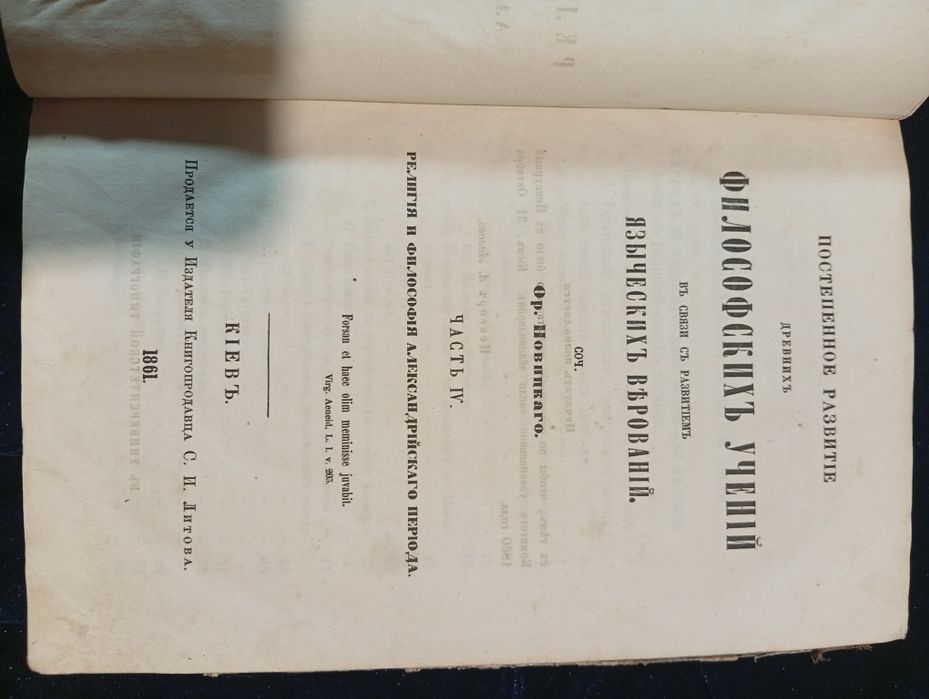 ПОСТЕПЕННОЕ РАЗВИТІЕ
ДРЕВНИХЪ
ФИЛОСОФСКИХЪ УЧЕНІЙ
ВЪ СВЯЗИ СЪ РАЗВИТІЕМЪ
ЯЗЫЧЕСКИХЪ ВѢРОВАНІЙ.
СОЧ.
Ор. Новицкаго.
ЧАСТЬ IV.
РЕЛИГІЯ И ФИЛОСОФІЯ АЛЕКСАНДРІЙСКАГО ПЕРІОДА.
Forsan et haec olim meminisse juvabit.
Virg. Aeneid. L. I. v. 203.
КІЕВЪ.
1861.
Продается у Издателя Книгопродавца С. И. Литова.